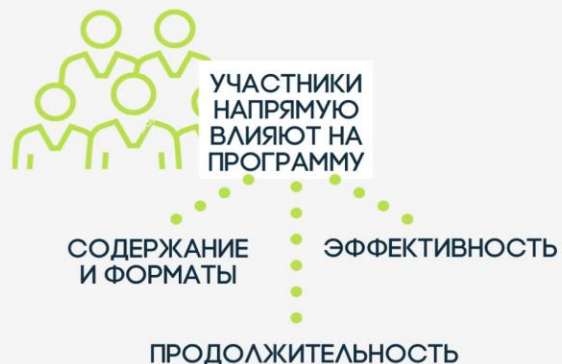 УЧАСТНИКИ
НАПРЯМУЮ
ВЛИЯЮТ НА
ПРОГРАММУ
СОДЕРЖАНИЕ
И ФОРМАТЫ
ЭФФЕКТИВНОСТЬ
ПРОДОЛЖИТЕЛЬНОСТЬ